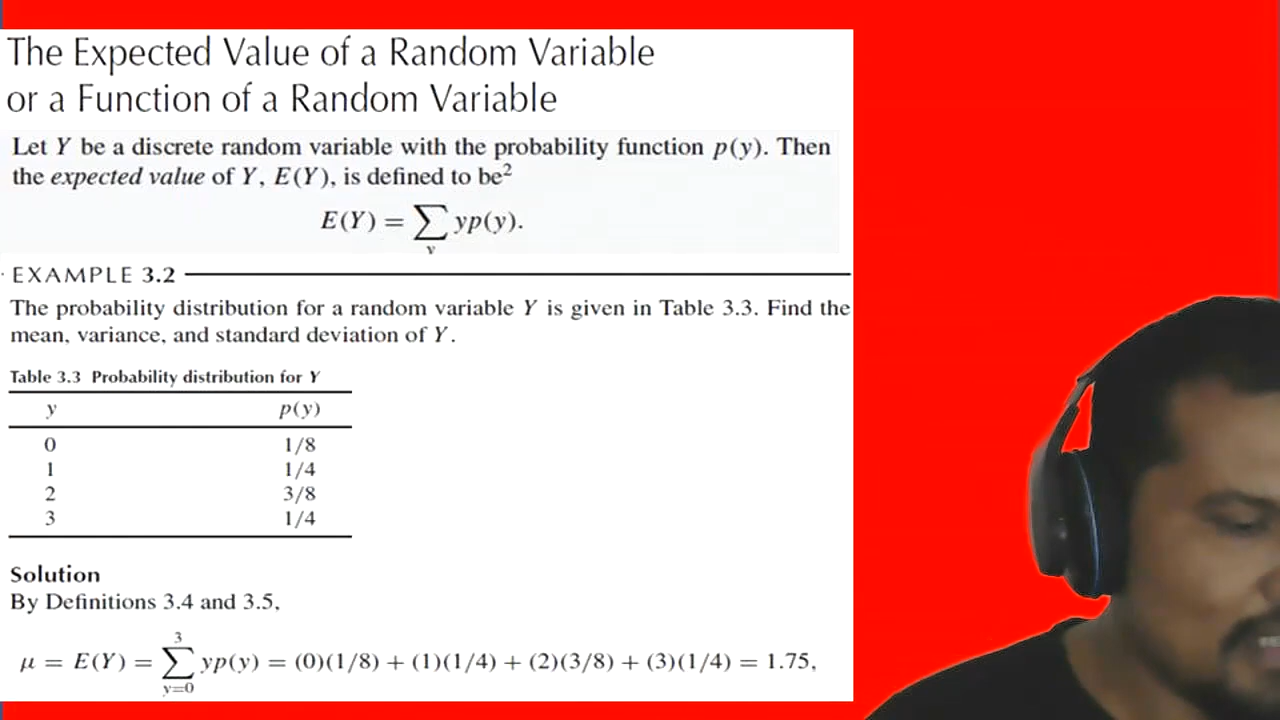 The Expected Value of a Random Variable
or a Function of a Random Variable
Let Y be a discrete random variable with the probability function p(y). Then
the expected value of Y, E(Y), is defined to be²
E(Y) = ∑ yp(y).
y
EXAMPLE 3.2
The probability distribution for a random variable Y is given in Table 3.3. Find the
mean, variance, and standard deviation of Y.
Table 3.3 Probability distribution for Y
y p(y)
0 1/8
1 1/4
2 3/8
3 1/4
Solution
By Definitions 3.4 and 3.5,
3
μ = E(Y) = ∑ yp(y) = (0)(1/8) + (1)(1/4) + (2)(3/8) + (3)(1/4) = 1.75,
y=0